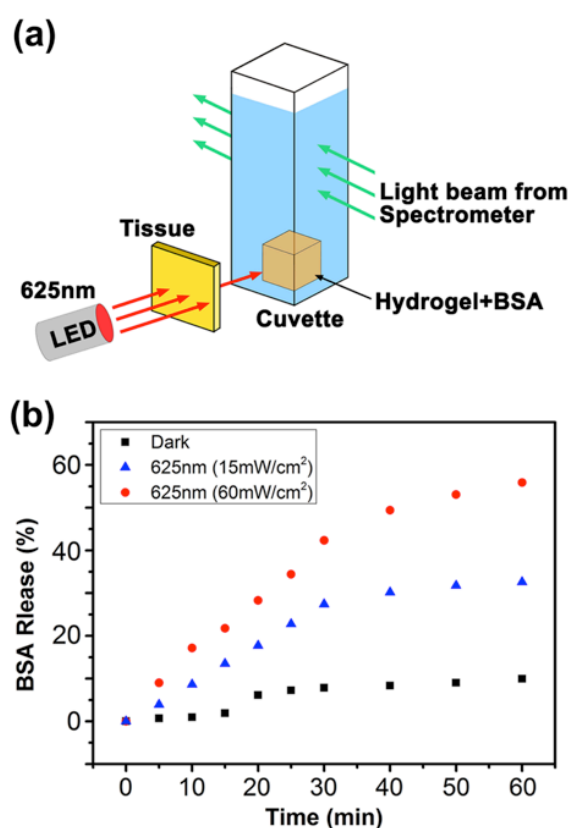 (a)
Light beam from
Spectrometer
Tissue
625nm
LED
Hydrogel+BSA
Cuvette
(b)
Dark
625nm (15mW/cm²)
625nm (60mW/cm²)
BSA Rlease (%)
60
40
20
0
0 10 20 30 40 50 60
Time (min)